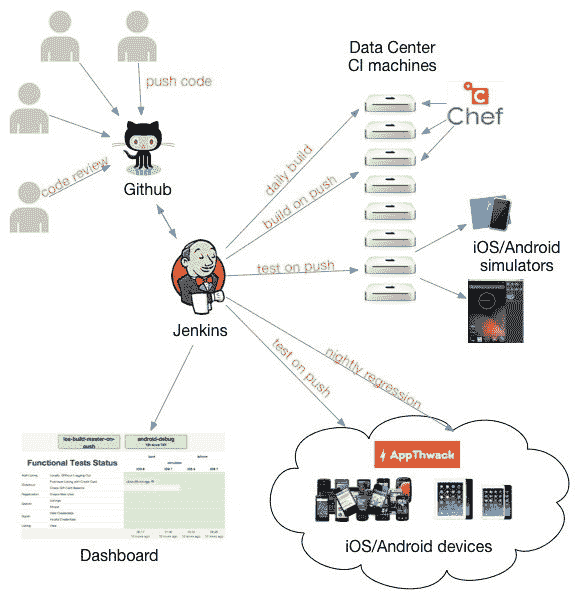 Data Center
CI machines
push code
Chef
Github
code review
daily build
build on push
test on push
iOS/Android
simulators
Jenkins
test on push
nightly regression
ios-build-master-on-push
android-debug
Functional Tests Status
AppThwack
Dashboard
iOS/Android devices